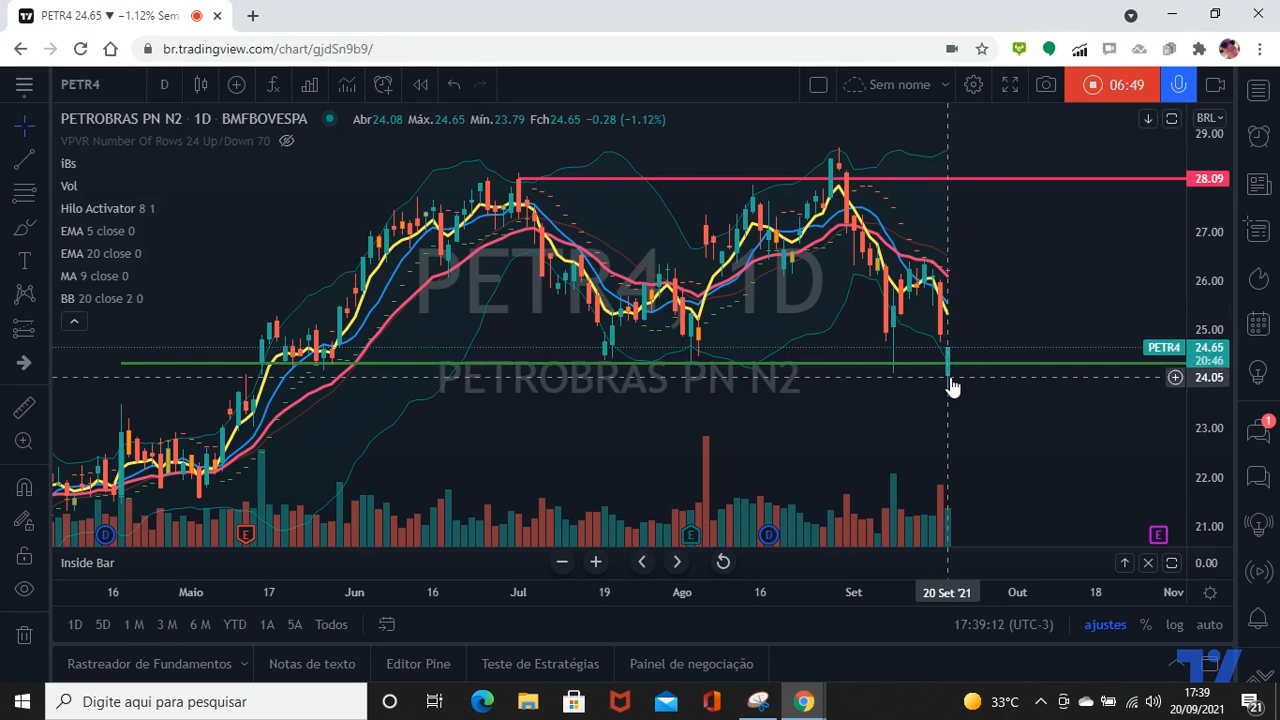 PETR4 24.65 ▼ −1.12% Sem
br.tradingview.com/chart/gjdSn9b9/
PETR4 D Sem nome 06:49
PETROBRAS PN N2 · 1D · BMFBOVESPA Abr24.08 Máx.24.65 Mín.23.79 Fch24.65 −0.28 (−1.12%) BRL
VPVR Number Of Rows 24 Up/Down 70
29.00
iBs
28.09
Vol
Hilo Activator 8 1
EMA 5 close 0
27.00
EMA 20 close 0
MA 9 close 0
26.00
BB 20 close 2 0
PETR4, 1D
PETROBRAS PN N2
25.00
PETR4 24.65
20:46
24.05
23.00
22.00
21.00
D E E D E
Inside Bar 0.00
16 Maio 17 Jun 16 Jul 19 Ago 16 Set 20 Set '21 Out 18 Nov
1D 5D 1 M 3 M 6 M YTD 1A 5A Todos 17:39:12 (UTC-3) ajustes % log auto
Rastreador de Fundamentos Notas de texto Editor Pine Teste de Estratégias Painel de negociação
1
Digite aqui para pesquisar 33°C 17:39
20/09/2021 21